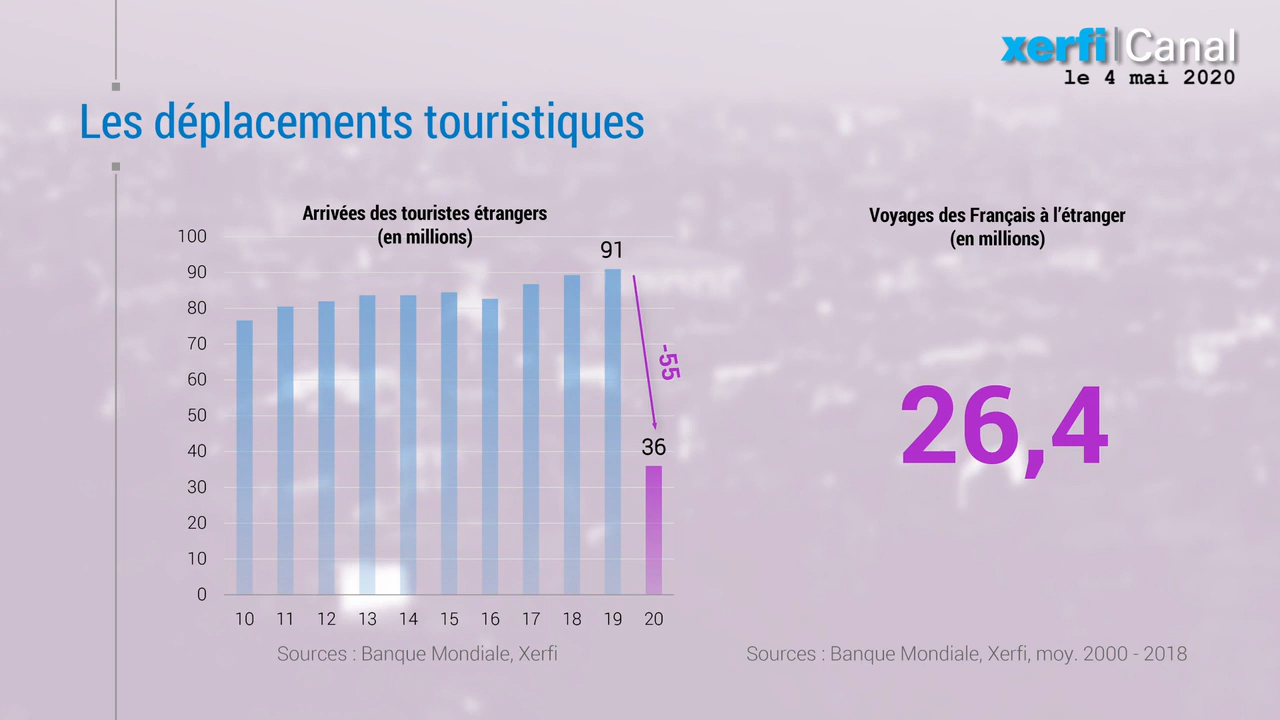 xerfi Canal
le 4 mai 2020
Les déplacements touristiques
Arrivées des touristes étrangers
(en millions)
100
90
80
70
60
50
40
30
20
10
0
91
-55
36
10 11 12 13 14 15 16 17 18 19 20
Sources : Banque Mondiale, Xerfi
Voyages des Français à l'étranger
(en millions)
26,4
Sources : Banque Mondiale, Xerfi, moy. 2000 - 2018